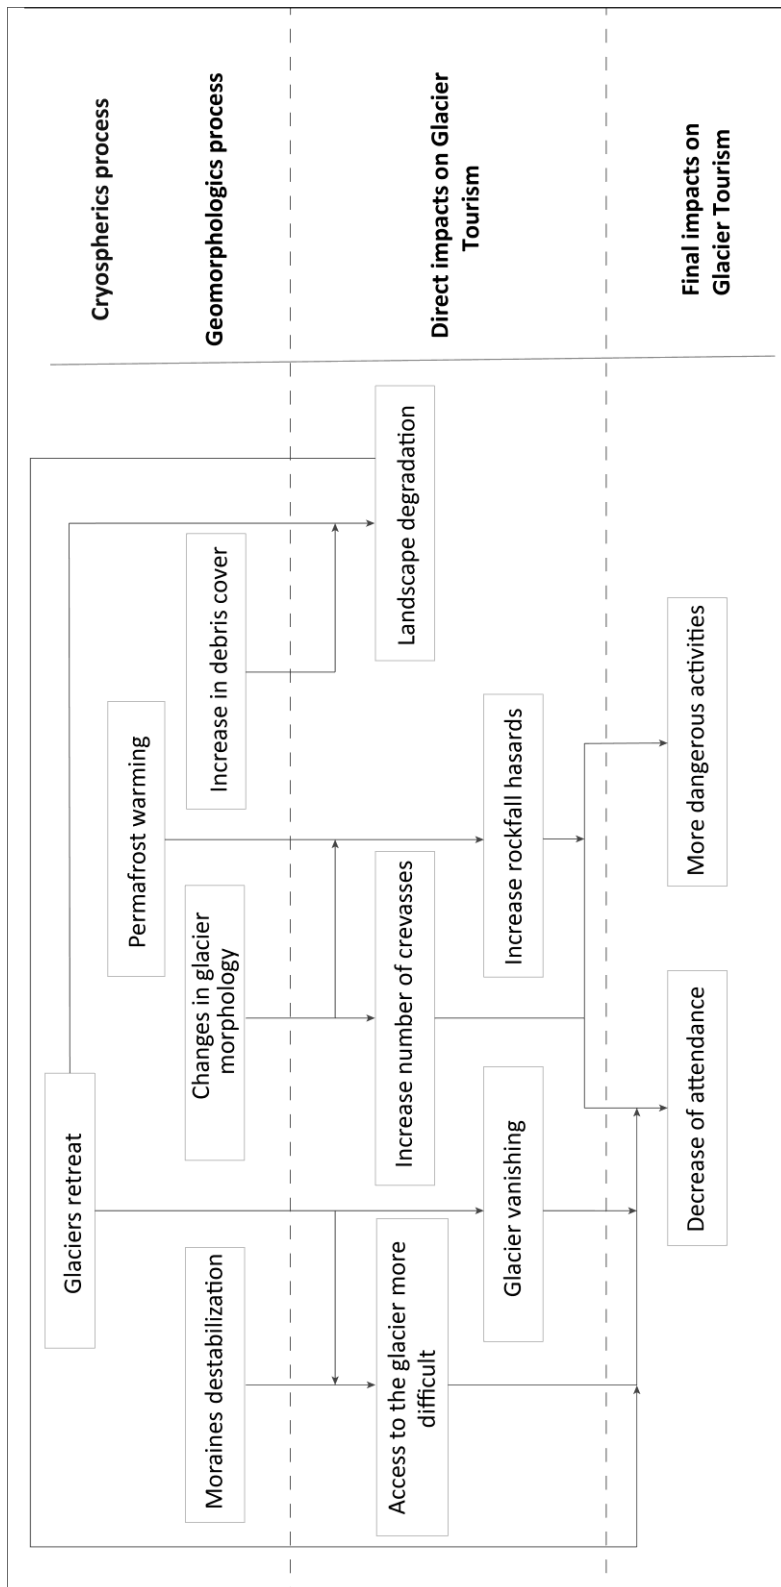 Cryospherics process
Geomorphologics process
Direct impacts on Glacier
Tourism
Final impacts on
Glacier Tourism
Glaciers retreat
Permafrost warming
Moraines destabilization
Changes in glacier
morphology
Increase in debris cover
Access to the glacier more
difficult
Increase number of crevasses
Landscape degradation
Glacier vanishing
Increase rockfall hasards
Decrease of attendance
More dangerous activities